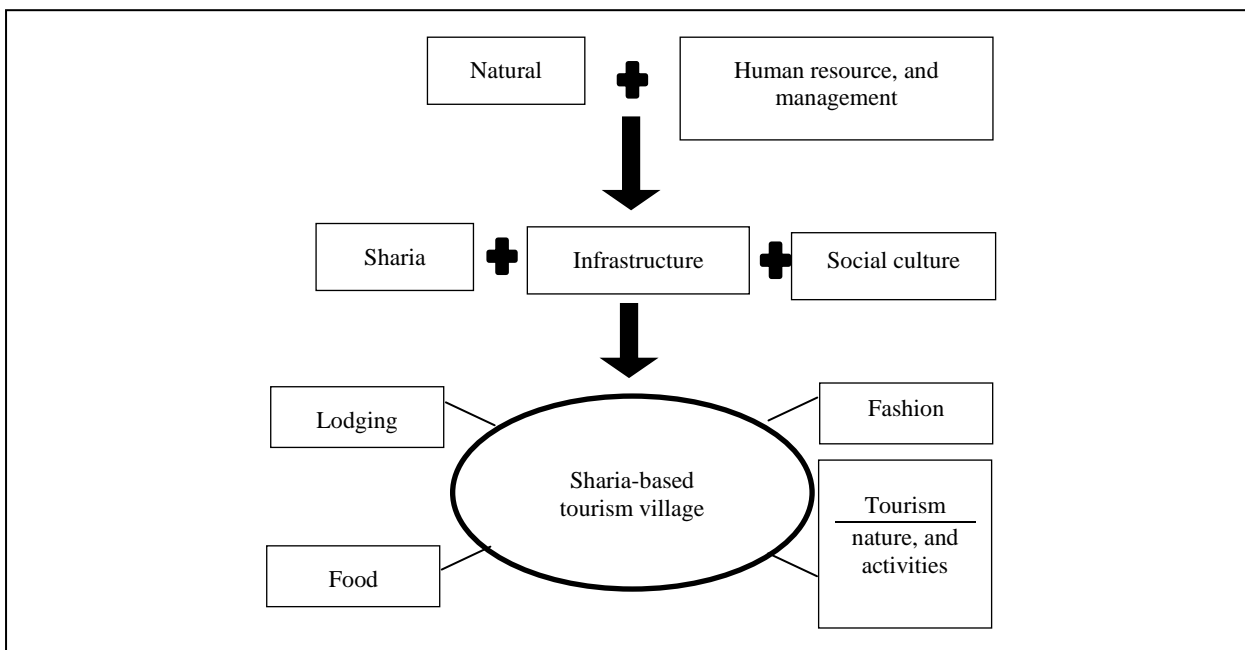 Natural
Human resource, and
management
Sharia
Infrastructure
Social culture
Lodging
Fashion
Sharia-based
tourism village
Food
Tourism
nature, and
activities